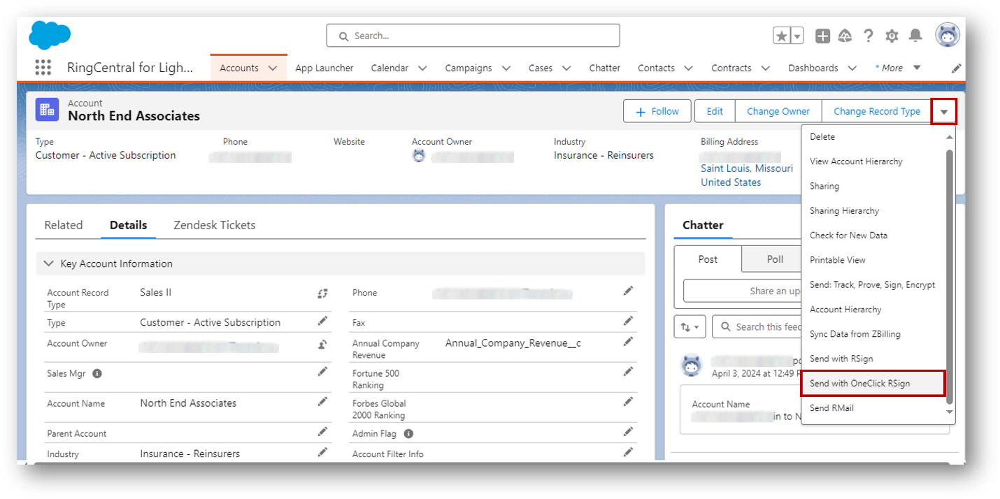 Search...
RingCentral for Ligh...
Accounts
App Launcher
Calendar
Campaigns
Cases
Chatter
Contacts
Contracts
Dashboards
* More
Account
North End Associates
+ Follow
Edit
Change Owner
Change Record Type
Type
Phone
Website
Account Owner
Industry
Billing Address
Customer - Active Subscription
Insurance - Reinsurers
Saint Louis, Missouri
United States
Delete
View Account Hierarchy
Sharing
Sharing Hierarchy
Check for New Data
Printable View
Send: Track, Prove, Sign, Encrypt
Account Hierarchy
Sync Data from ZBilling
Send with RSign
Send with OneClick RSign
Send RMail
Related
Details
Zendesk Tickets
Key Account Information
Account Record
Type
Sales II
Phone
Type
Customer - Active Subscription
Fax
Account Owner
Annual Company
Revenue
Annual_Company_Revenue__c
Sales Mgr
Fortune 500
Ranking
Account Name
North End Associates
Forbes Global
2000 Ranking
Parent Account
Admin Flag
Industry
Insurance - Reinsurers
Account Filter Info
Chatter
Post
Poll
Share an up
Search this feed
po
April 3, 2024 at 12:49 P
Account Name
in to N